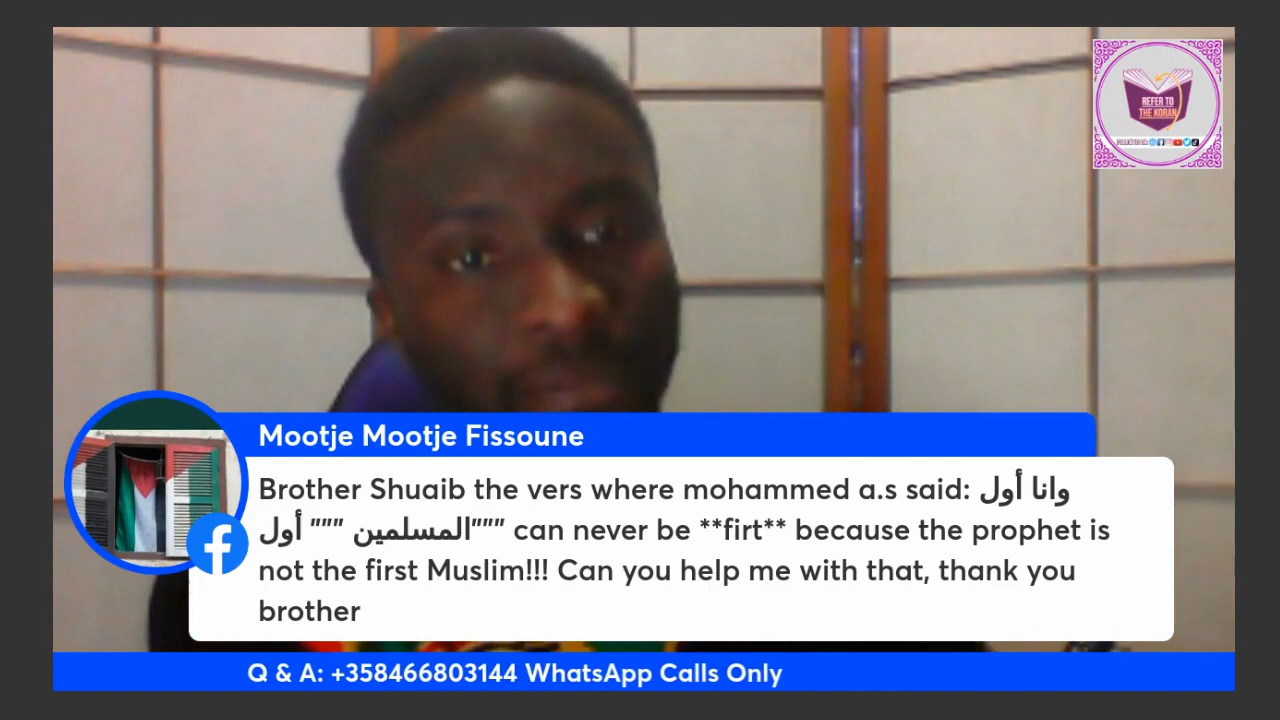 REFER TO
THE KORAN
Mootje Mootje Fissoune
Brother Shuaib the vers where mohammed a.s said: وانا أول
المسلمين """ أول""" can never be **firt** because the prophet is
not the first Muslim!!! Can you help me with that, thank you
brother
Q & A: +358466803144 WhatsApp Calls Only